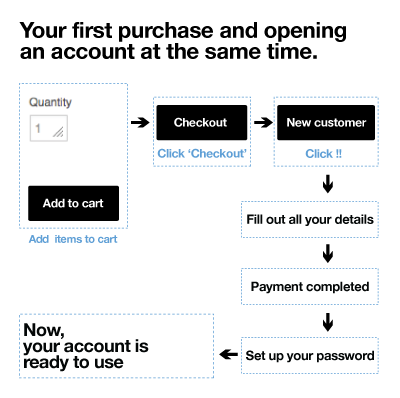 Your first purchase and opening
an account at the same time.
Quantity
1
Add to cart
Add items to cart
Checkout
Click ‘Checkout’
New customer
Click !!
Fill out all your details
Payment completed
Set up your password
Now,
your account is
ready to use